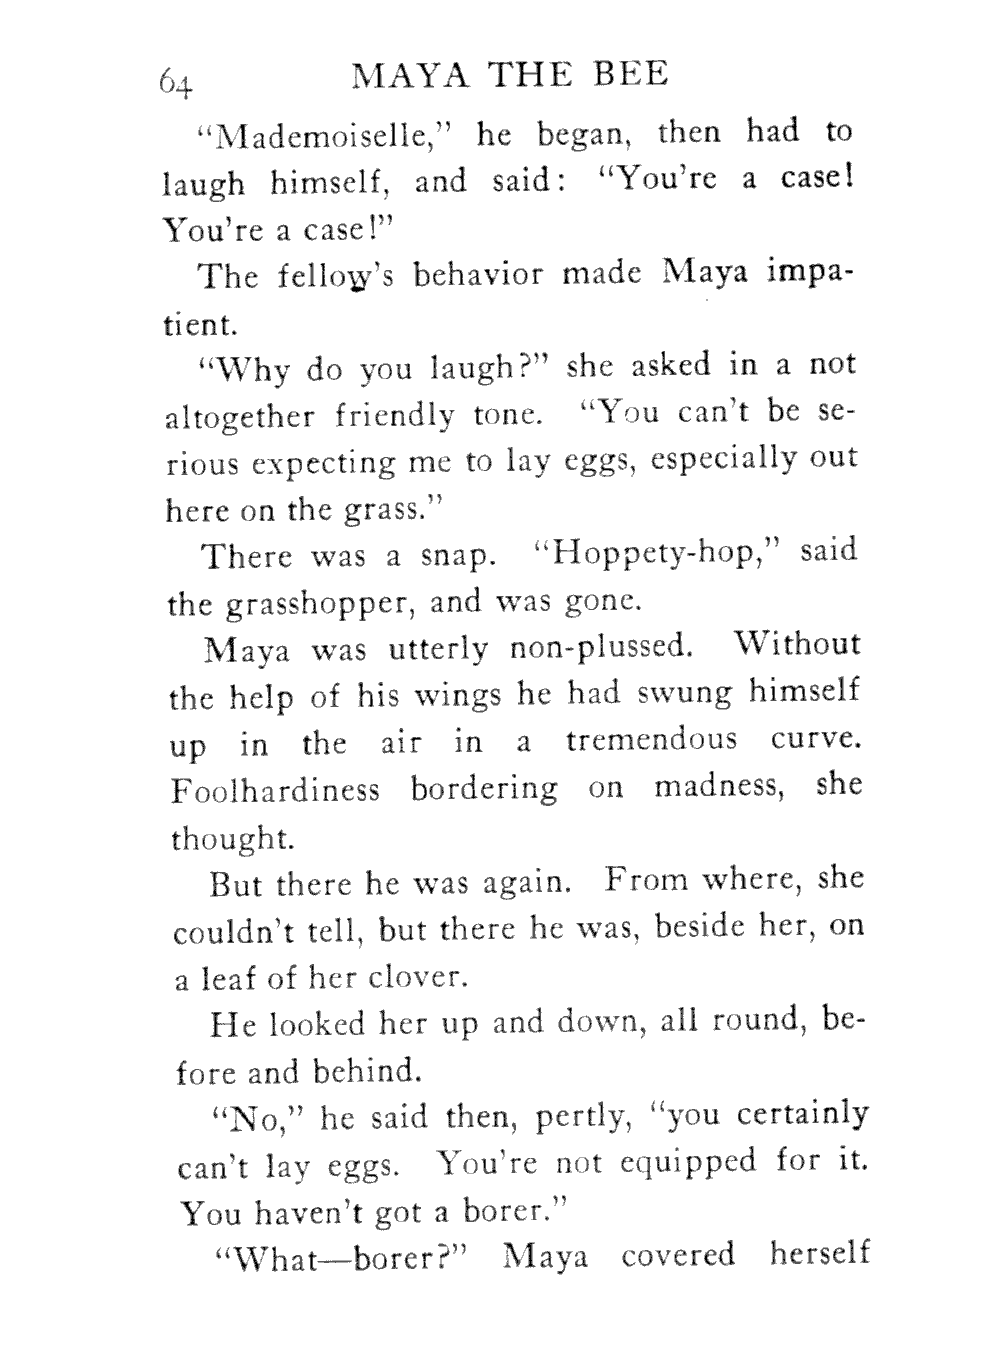 64 MAYA THE BEE
“Mademoiselle,” he began, then had to
laugh himself, and said: “You're a case!
You're a case!”
The fellow's behavior made Maya impa-
tient.
“Why do you laugh?” she asked in a not
altogether friendly tone. “You can't be se-
rious expecting me to lay eggs, especially out
here on the grass.”
There was a snap. “Hoppety-hop,” said
the grasshopper, and was gone.
Maya was utterly non-plussed. Without
the help of his wings he had swung himself
up in the air in a tremendous curve.
Foolhardiness bordering on madness, she
thought.
But there he was again. From where, she
couldn't tell, but there he was, beside her, on
a leaf of her clover.
He looked her up and down, all round, be-
fore and behind.
“No,” he said then, pertly, “you certainly
can't lay eggs. You're not equipped for it.
You haven't got a borer.”
“What—borer?” Maya covered herself